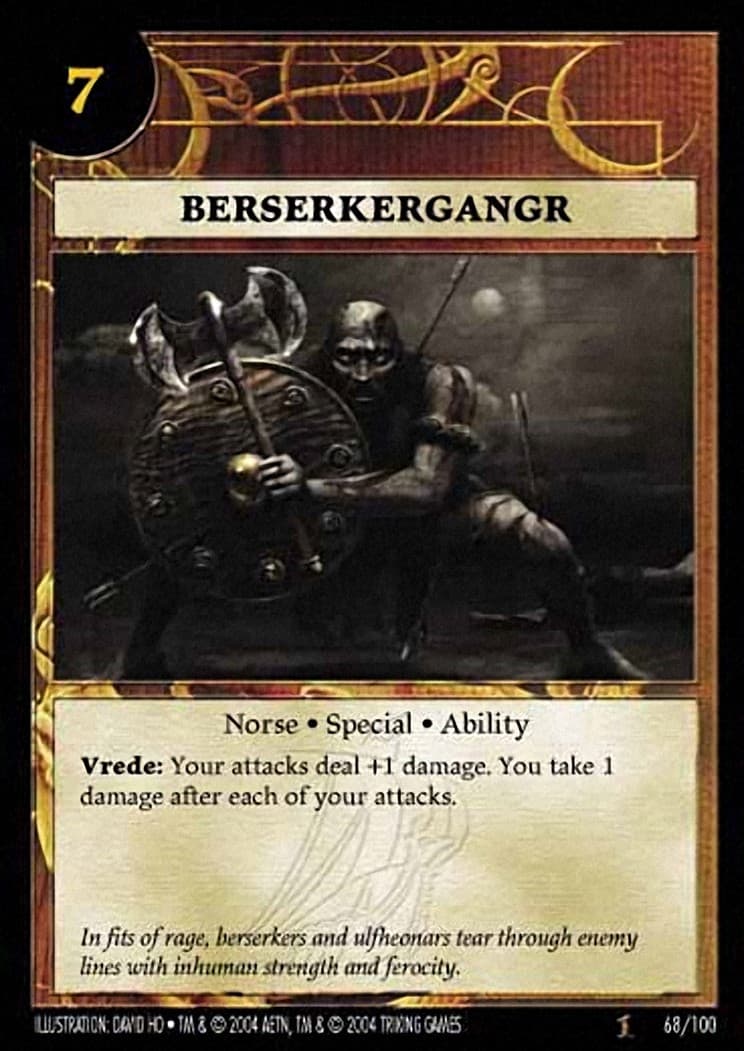 7
BERSERKERGANGR
Norse • Special • Ability
Vrede: Your attacks deal +1 damage. You take 1
damage after each of your attacks.
In fits of rage, berserkers and ulfheonars tear through enemy
lines with inhuman strength and ferocity.
ILLUSTRATION: DAVID HO • TM & © 2004 AETN, TM & © 2004 TRIKING GAMES 1 68/100